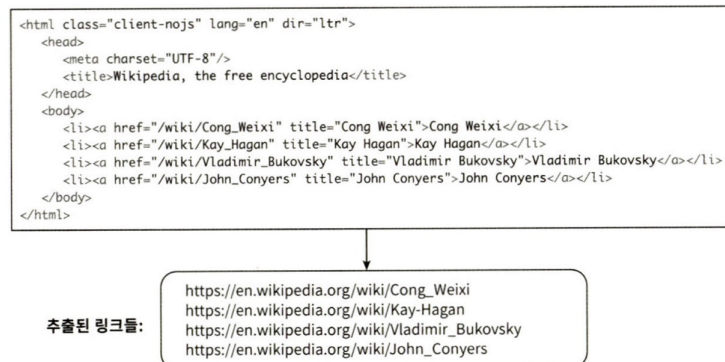 <html class="client-nojs" lang="en" dir="ltr">
<head>
<meta charset="UTF-8"/>
<title>Wikipedia, the free encyclopedia</title>
</head>
<body>
<li><a href="/wiki/Cong_Weixi" title="Cong Weixi">Cong Weixi</a></li>
<li><a href="/wiki/Kay_Hagan" title="Kay Hagan">Kay Hagan</a></li>
<li><a href="/wiki/Vladimir_Bukovsky" title="Vladimir Bukovsky">Vladimir Bukovsky</a></li>
<li><a href="/wiki/John_Conyers" title="John Conyers">John Conyers</a></li>
</body>
</html>
추출된 링크들:
https://en.wikipedia.org/wiki/Cong_Weixi
https://en.wikipedia.org/wiki/Kay-Hagan
https://en.wikipedia.org/wiki/Vladimir_Bukovsky
https://en.wikipedia.org/wiki/John_Conyers